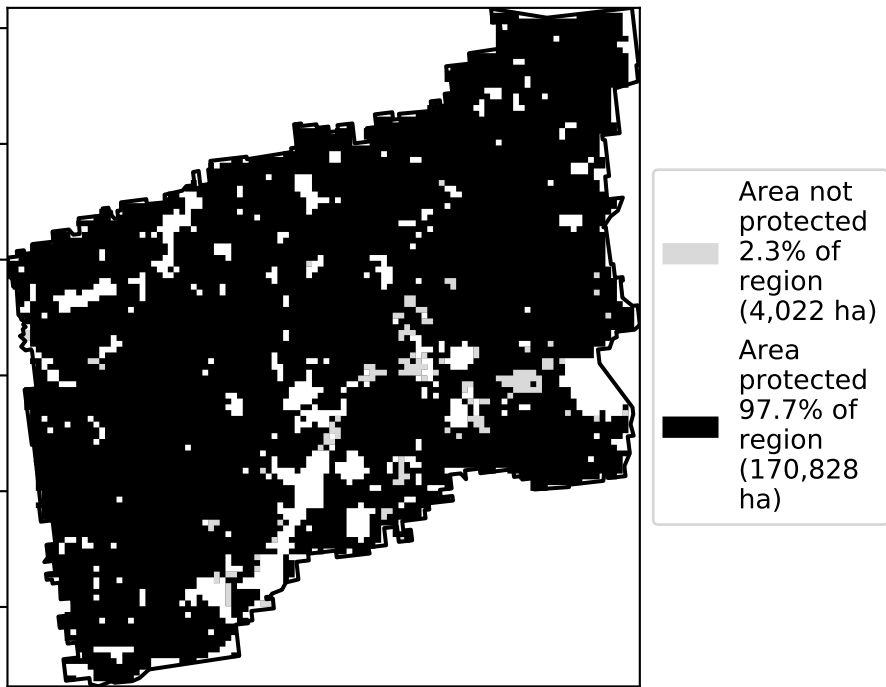 Area not
protected
2.3% of
region
(4,022 ha)
Area
protected
97.7% of
region
(170,828
ha)